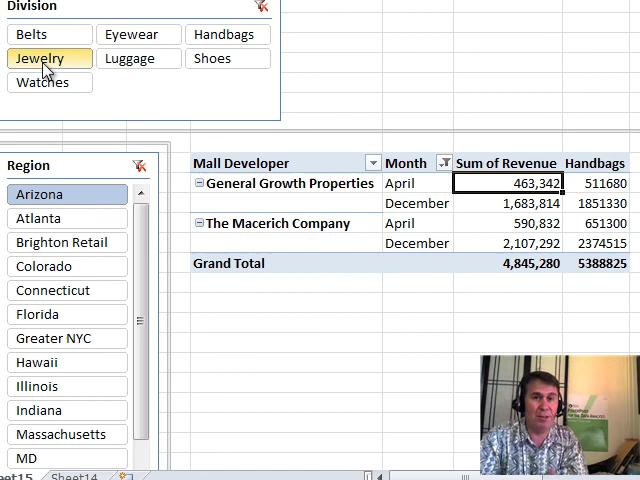 Division
Belts Eyewear Handbags
Jewelry Luggage Shoes
Watches
Region
Arizona
Atlanta
Brighton Retail
Colorado
Connecticut
Florida
Greater NYC
Hawaii
Illinois
Indiana
Massachusetts
MD
Mall Developer Month Sum of Revenue Handbags
General Growth Properties April 463,342 511680
December 1,683,814 1851330
The Macerich Company April 590,832 651300
December 2,107,292 2374515
Grand Total 4,845,280 5388825
Sheet14